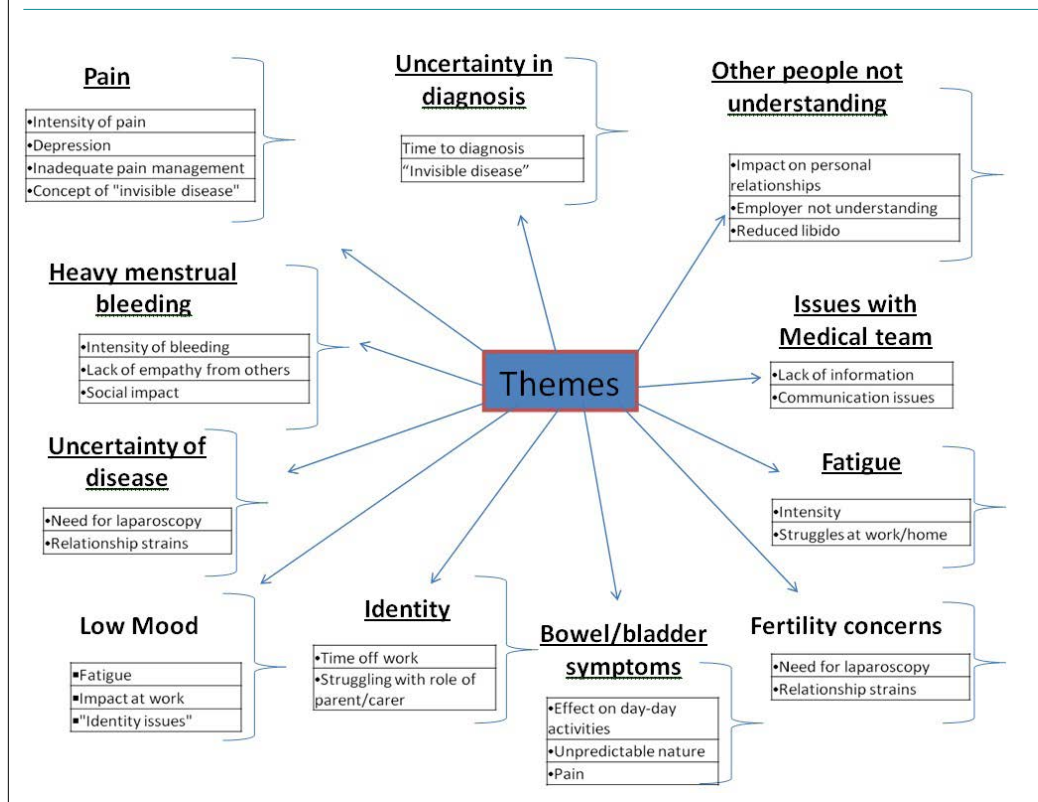 Pain
•Intensity of pain
•Depression
•Inadequate pain management
•Concept of "invisible disease"
Uncertainty in
diagnosis
Time to diagnosis
“Invisible disease”
Other people not
understanding
•Impact on personal
relationships
•Employer not understanding
•Reduced libido
Heavy menstrual
bleeding
•Intensity of bleeding
•Lack of empathy from others
•Social impact
Themes
Issues with
Medical team
•Lack of information
•Communication issues
Uncertainty of
disease
•Need for laparoscopy
•Relationship strains
Fatigue
•Intensity
•Struggles at work/home
Low Mood
▪Fatigue
▪Impact at work
▪"Identity issues"
Identity
•Time off work
•Struggling with role of
parent/carer
Bowel/bladder
symptoms
•Effect on day-day
activities
•Unpredictable nature
•Pain
Fertility concerns
•Need for laparoscopy
•Relationship strains